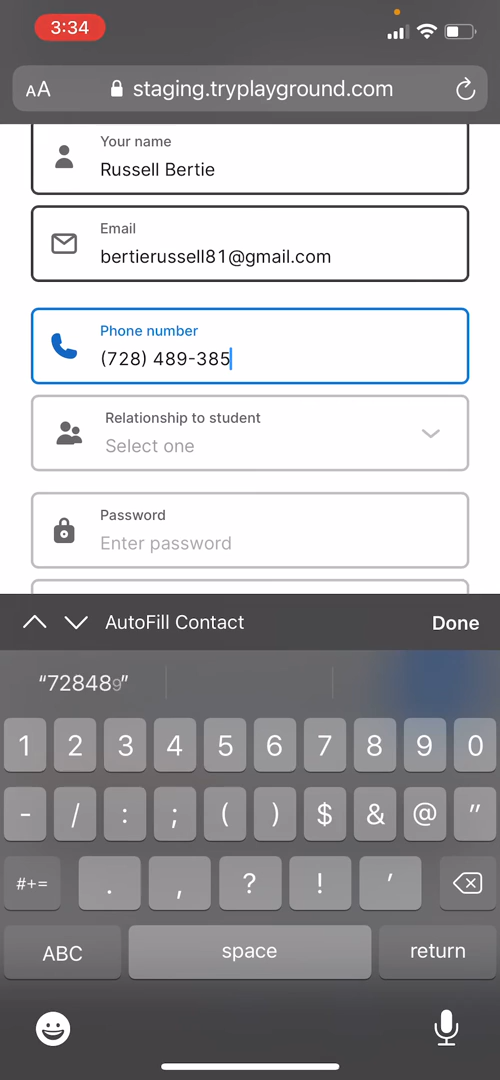 3:34
AA staging.tryplayground.com
Your name
Russell Bertie
Email
bertierussell81@gmail.com
Phone number
(728) 489-385
Relationship to student
Select one
Password
Enter password
AutoFill Contact Done
“728489”
1 2 3 4 5 6 7 8 9 0
- / : ; ( ) $ & @ "
#+= . , ? ! ’
ABC space return